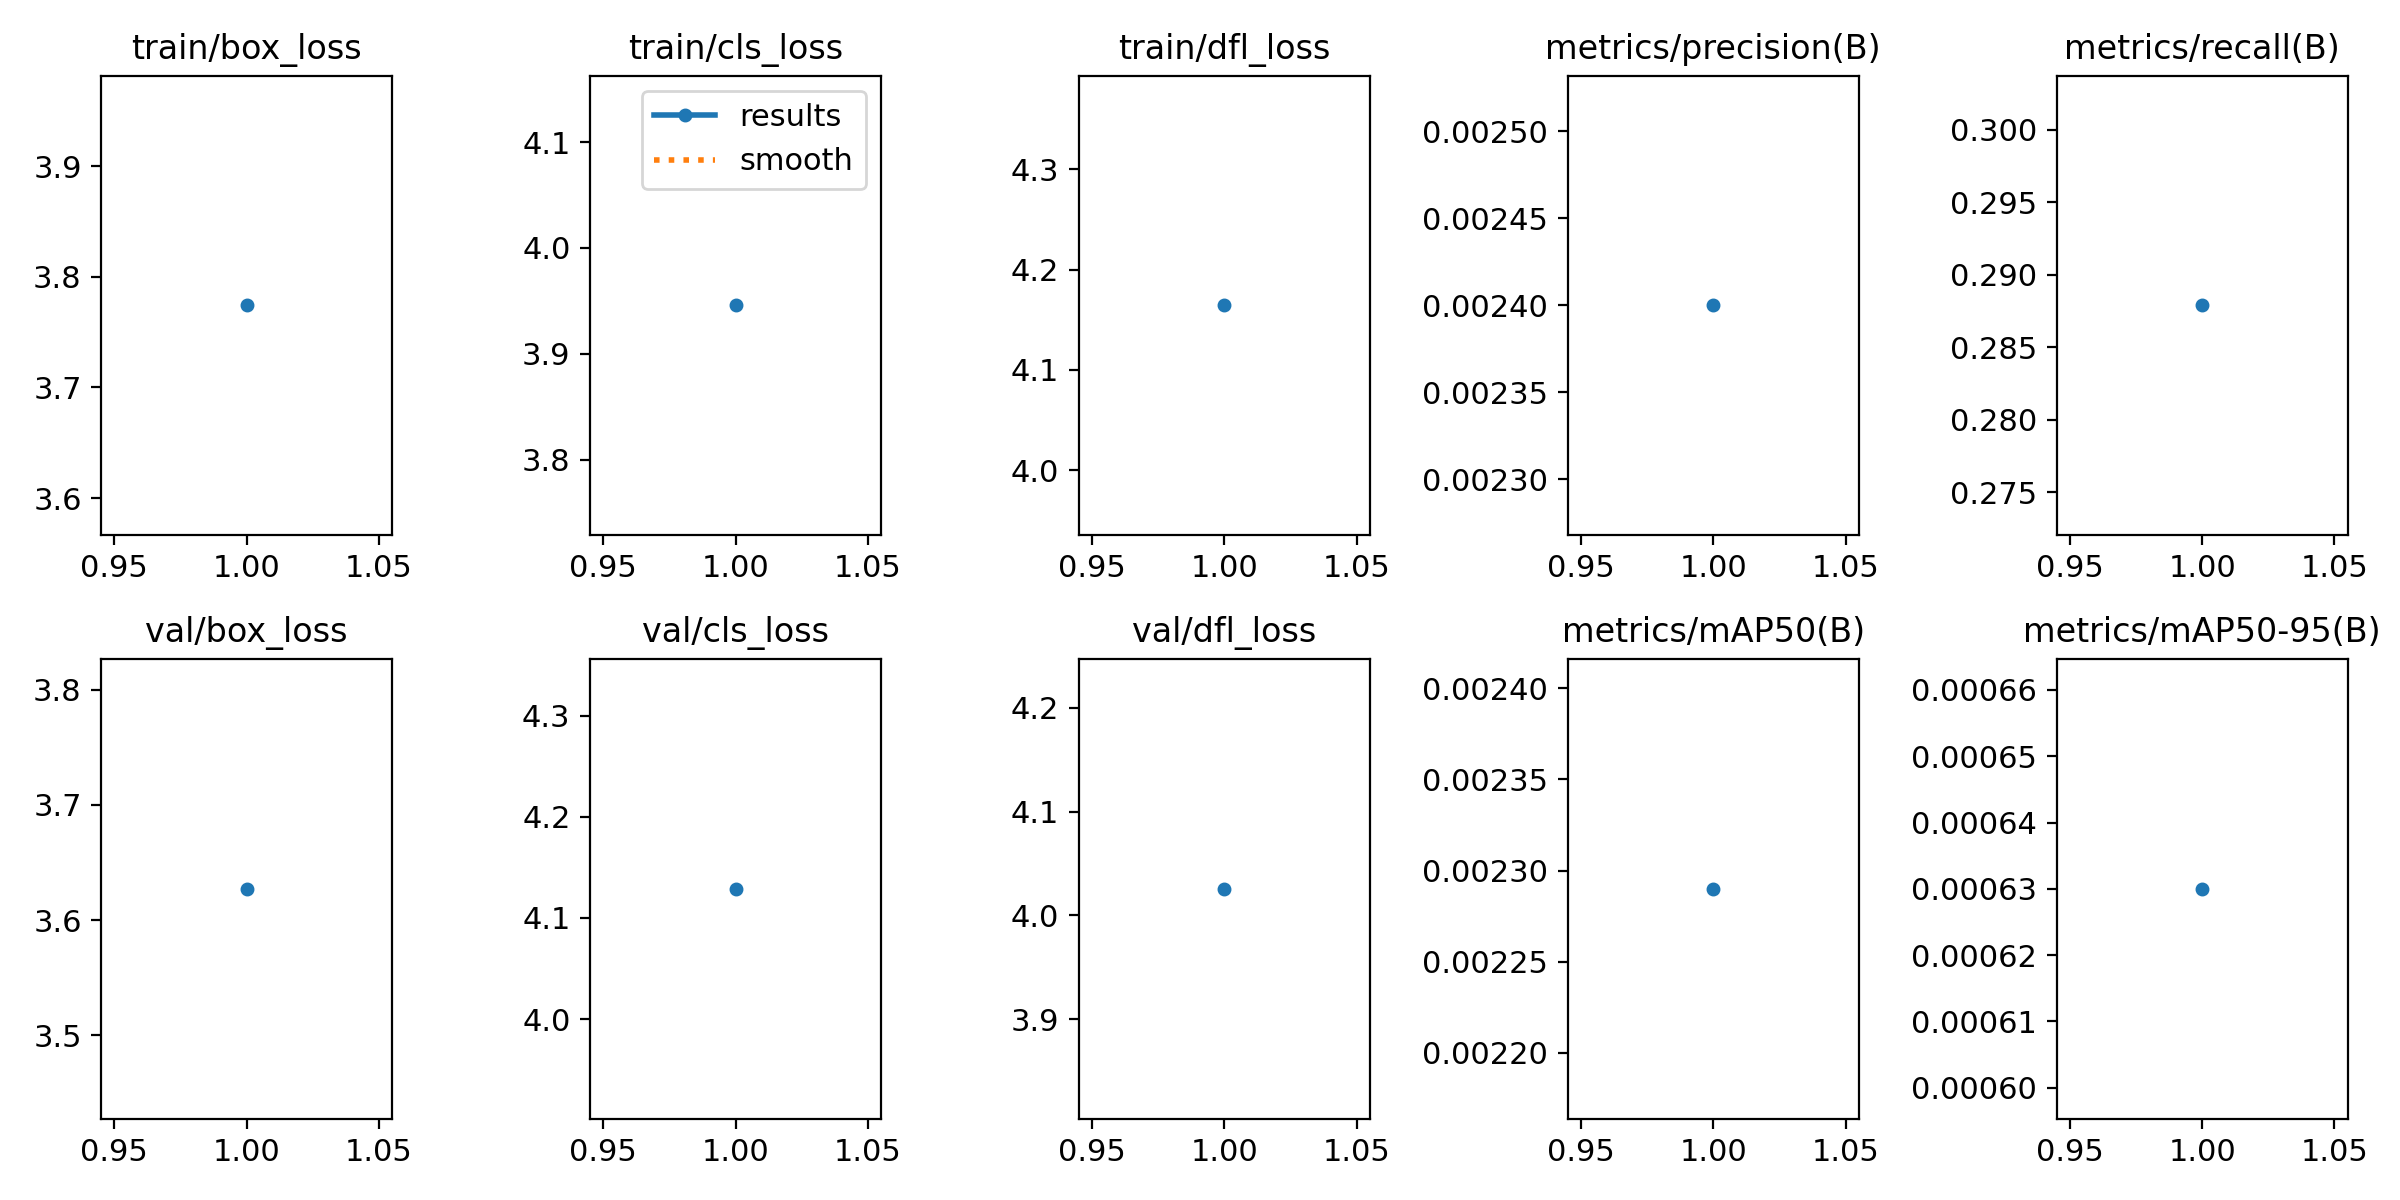 train/box_loss
3.9
3.8
3.7
3.6
0.95 1.00 1.05
train/cls_loss
results
smooth
4.1
4.0
3.9
3.8
0.95 1.00 1.05
train/dfl_loss
4.3
4.2
4.1
4.0
0.95 1.00 1.05
metrics/precision(B)
0.00250
0.00245
0.00240
0.00235
0.00230
0.95 1.00 1.05
metrics/recall(B)
0.300
0.295
0.290
0.285
0.280
0.275
0.95 1.00 1.05
val/box_loss
3.8
3.7
3.6
3.5
0.95 1.00 1.05
val/cls_loss
4.3
4.2
4.1
4.0
0.95 1.00 1.05
val/dfl_loss
4.2
4.1
4.0
3.9
0.95 1.00 1.05
metrics/mAP50(B)
0.00240
0.00235
0.00230
0.00225
0.00220
0.95 1.00 1.05
metrics/mAP50-95(B)
0.00066
0.00065
0.00064
0.00063
0.00062
0.00061
0.00060
0.95 1.00 1.05